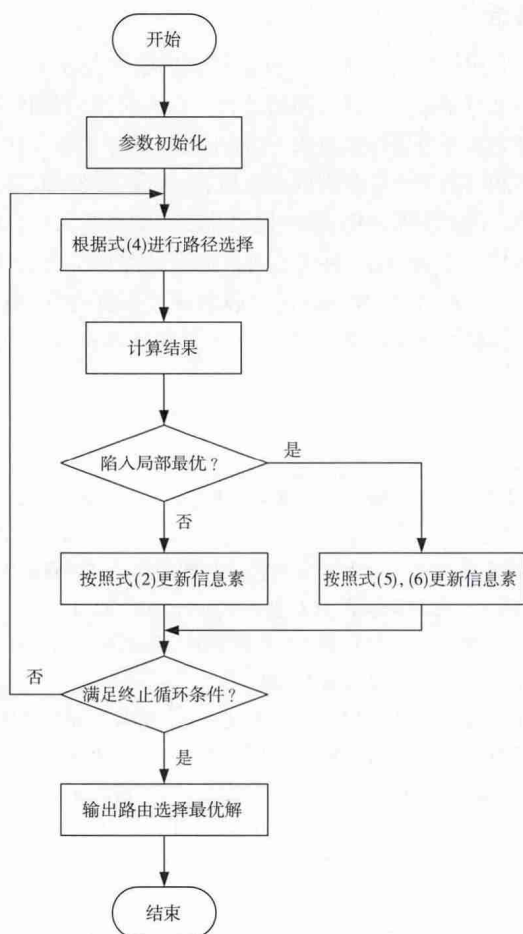 开始
参数初始化
根据式(4)进行路径选择
计算结果
陷入局部最优?
是
否
按照式(2)更新信息素
按照式(5),(6)更新信息素
否
满足终止循环条件?
是
输出路由选择最优解
结束